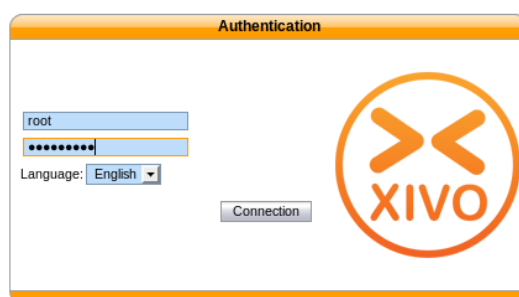 Authentication
root
●●●●●●●●●
Language: English
Connection
XIVO